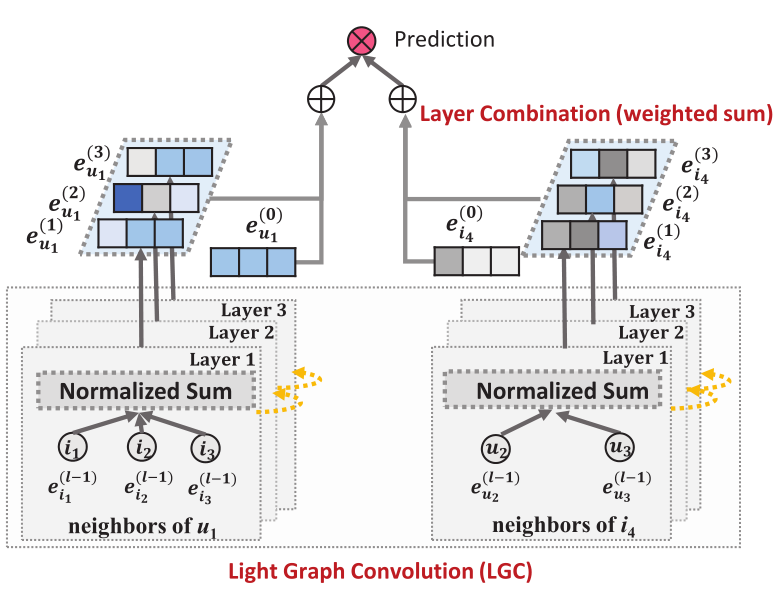 Prediction
Layer Combination (weighted sum)
e_{u_1}^{(3)}
e_{u_1}^{(2)}
e_{u_1}^{(1)}
e_{u_1}^{(0)}
e_{i_4}^{(0)}
e_{i_4}^{(3)}
e_{i_4}^{(2)}
e_{i_4}^{(1)}
Layer 3
Layer 2
Layer 1
Normalized Sum
i_1 i_2 i_3
e_{i_1}^{(l-1)} e_{i_2}^{(l-1)} e_{i_3}^{(l-1)}
neighbors of u_1
Layer 3
Layer 2
Layer 1
Normalized Sum
u_2 u_3
e_{u_2}^{(l-1)} e_{u_3}^{(l-1)}
neighbors of i_4
Light Graph Convolution (LGC)